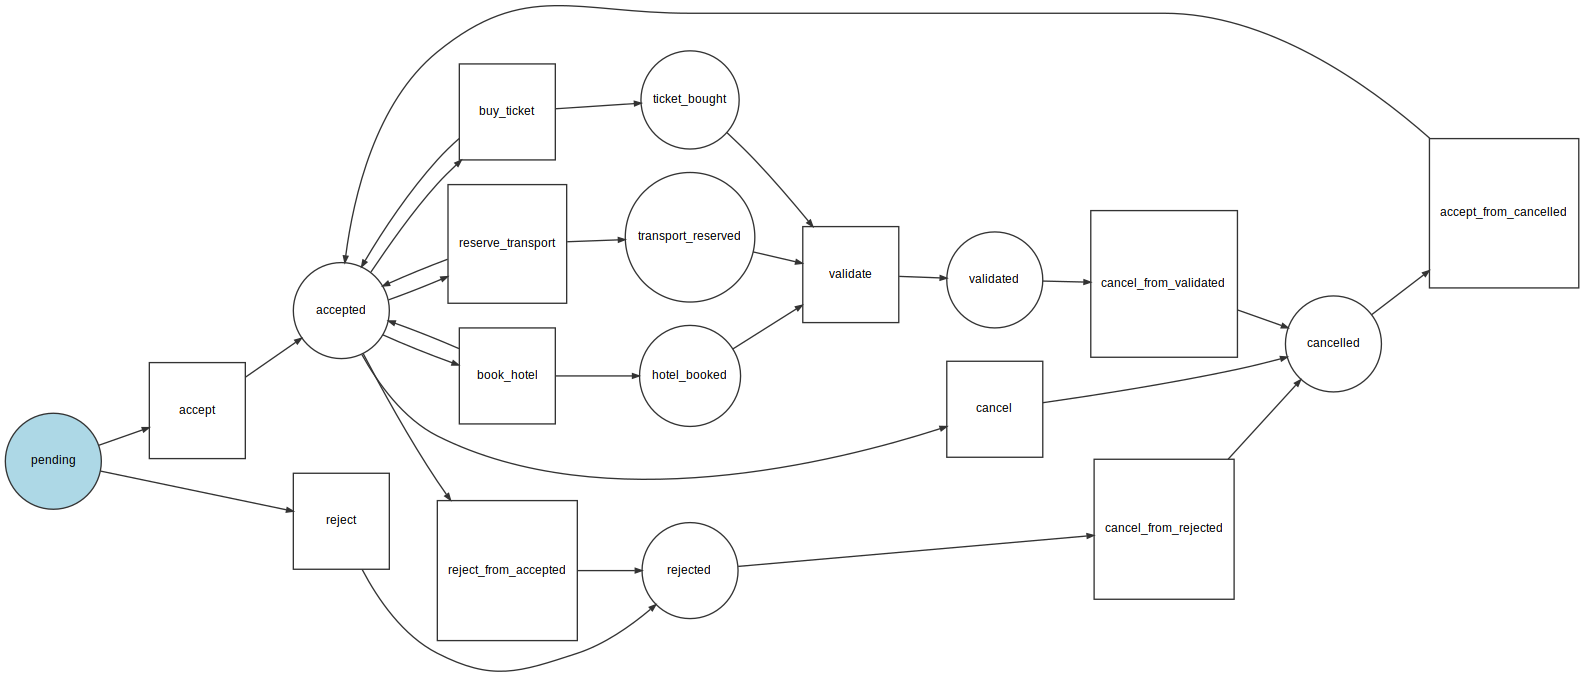 buy_ticket
ticket_bought
reserve_transport
transport_reserved
accept_from_cancelled
validate
validated
cancel_from_validated
accepted
cancelled
book_hotel
hotel_booked
accept
cancel
pending
reject
cancel_from_rejected
reject_from_accepted
rejected